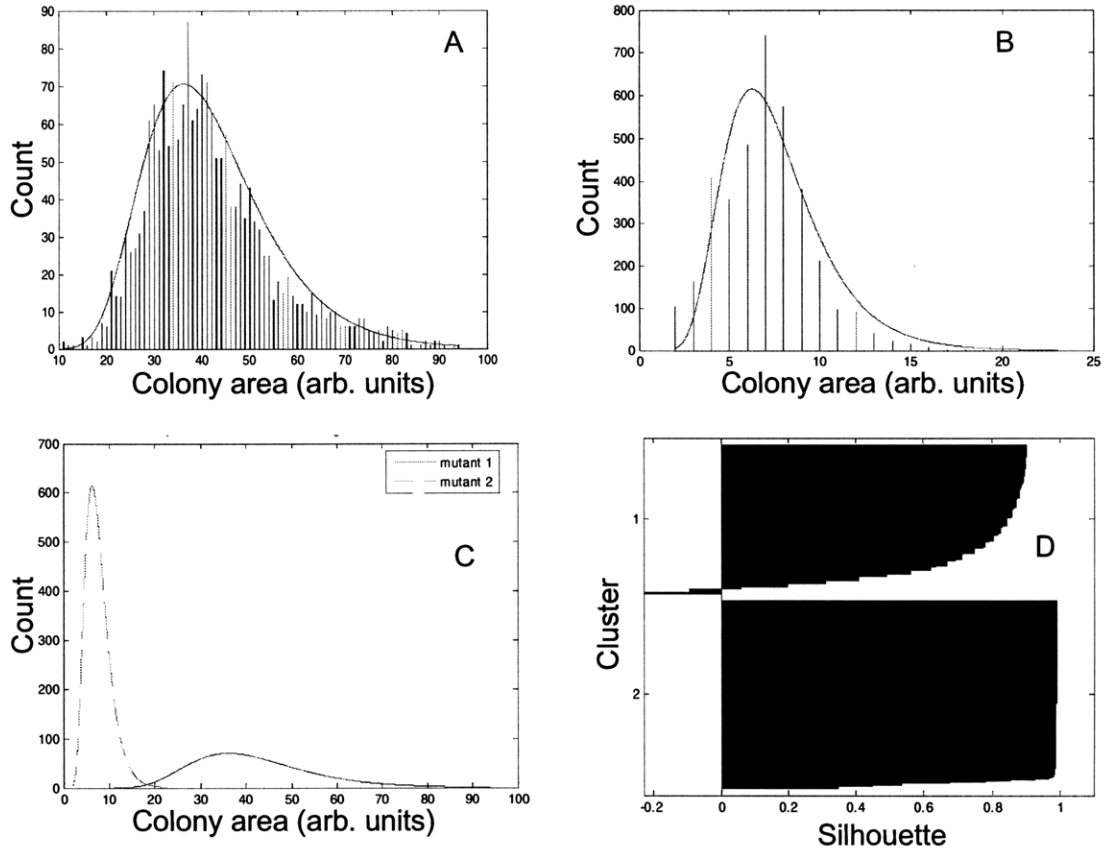 A
90
80
70
60
50
40
30
20
10
0
Count
10 20 30 40 50 60 70 80 90 100
Colony area (arb. units)
B
800
700
600
500
400
300
200
100
0
Count
0 5 10 15 20 25
Colony area (arb. units)
C
mutant 1
mutant 2
700
600
500
400
300
200
100
0
Count
0 10 20 30 40 50 60 70 80 90 100
Colony area (arb. units)
D
1
2
Cluster
-0.2 0 0.2 0.4 0.6 0.8 1
Silhouette